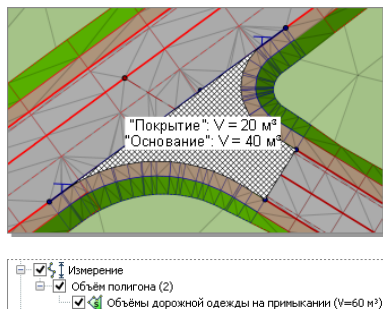 "Покрытие": V = 20 м³
"Основание": V = 40 м³
Измерение
Объём полигона (2)
Объёмы дорожной одежды на примыкании (V=60 м³)